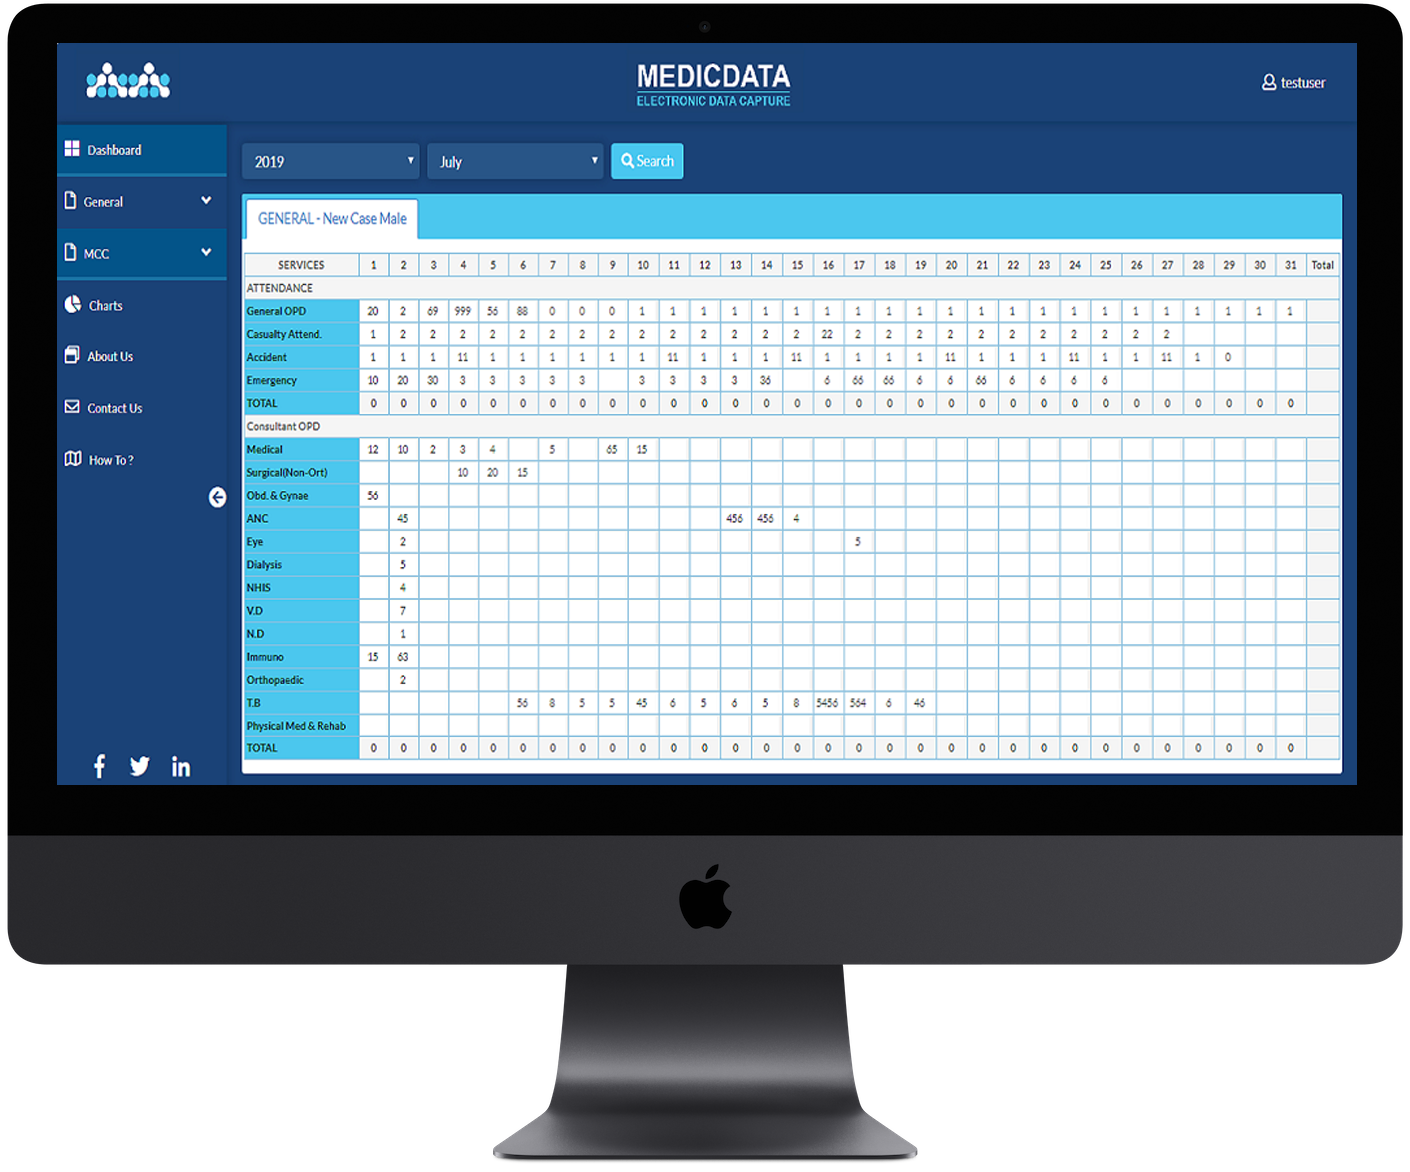 MEDICDATA
ELECTRONIC DATA CAPTURE
testuser
Dashboard
General
MCC
Charts
About Us
Contact Us
How To ?
2019 July Search
GENERAL - New Case Male
SERVICES 1 2 3 4 5 6 7 8 9 10 11 12 13 14 15 16 17 18 19 20 21 22 23 24 25 26 27 28 29 30 31 Total
ATTENDANCE
General OPD 20 2 69 999 56 88 0 0 0 1 1 1 1 1 1 1 1 1 1 1 1 1 1 1 1 1 1 1 1 1 1
Casualty Attend. 1 2 2 2 2 2 2 2 2 2 2 2 2 2 2 22 2 2 2 2 2 2 2 2 2 2 2
Accident 1 1 1 11 1 1 1 1 1 1 11 1 1 1 11 1 1 1 1 11 1 1 1 11 1 1 11 1 0
Emergency 10 20 30 3 3 3 3 3 3 3 3 3 36 6 66 66 6 6 66 6 6 6 6
TOTAL 0 0 0 0 0 0 0 0 0 0 0 0 0 0 0 0 0 0 0 0 0 0 0 0 0 0 0 0 0 0 0
Consultant OPD
Medical 12 10 2 3 4 5 65 15
Surgical(Non-Ort) 10 20 15
Obd. & Gynae 56
ANC 45 456 456 4
Eye 2 5
Dialysis 5
NHIS 4
V.D 7
N.D 1
Immuno 15 63
Orthopaedic 2
T.B 56 8 5 5 45 6 5 6 5 8 5456 564 6 46
Physical Med & Rehab
TOTAL 0 0 0 0 0 0 0 0 0 0 0 0 0 0 0 0 0 0 0 0 0 0 0 0 0 0 0 0 0 0 0